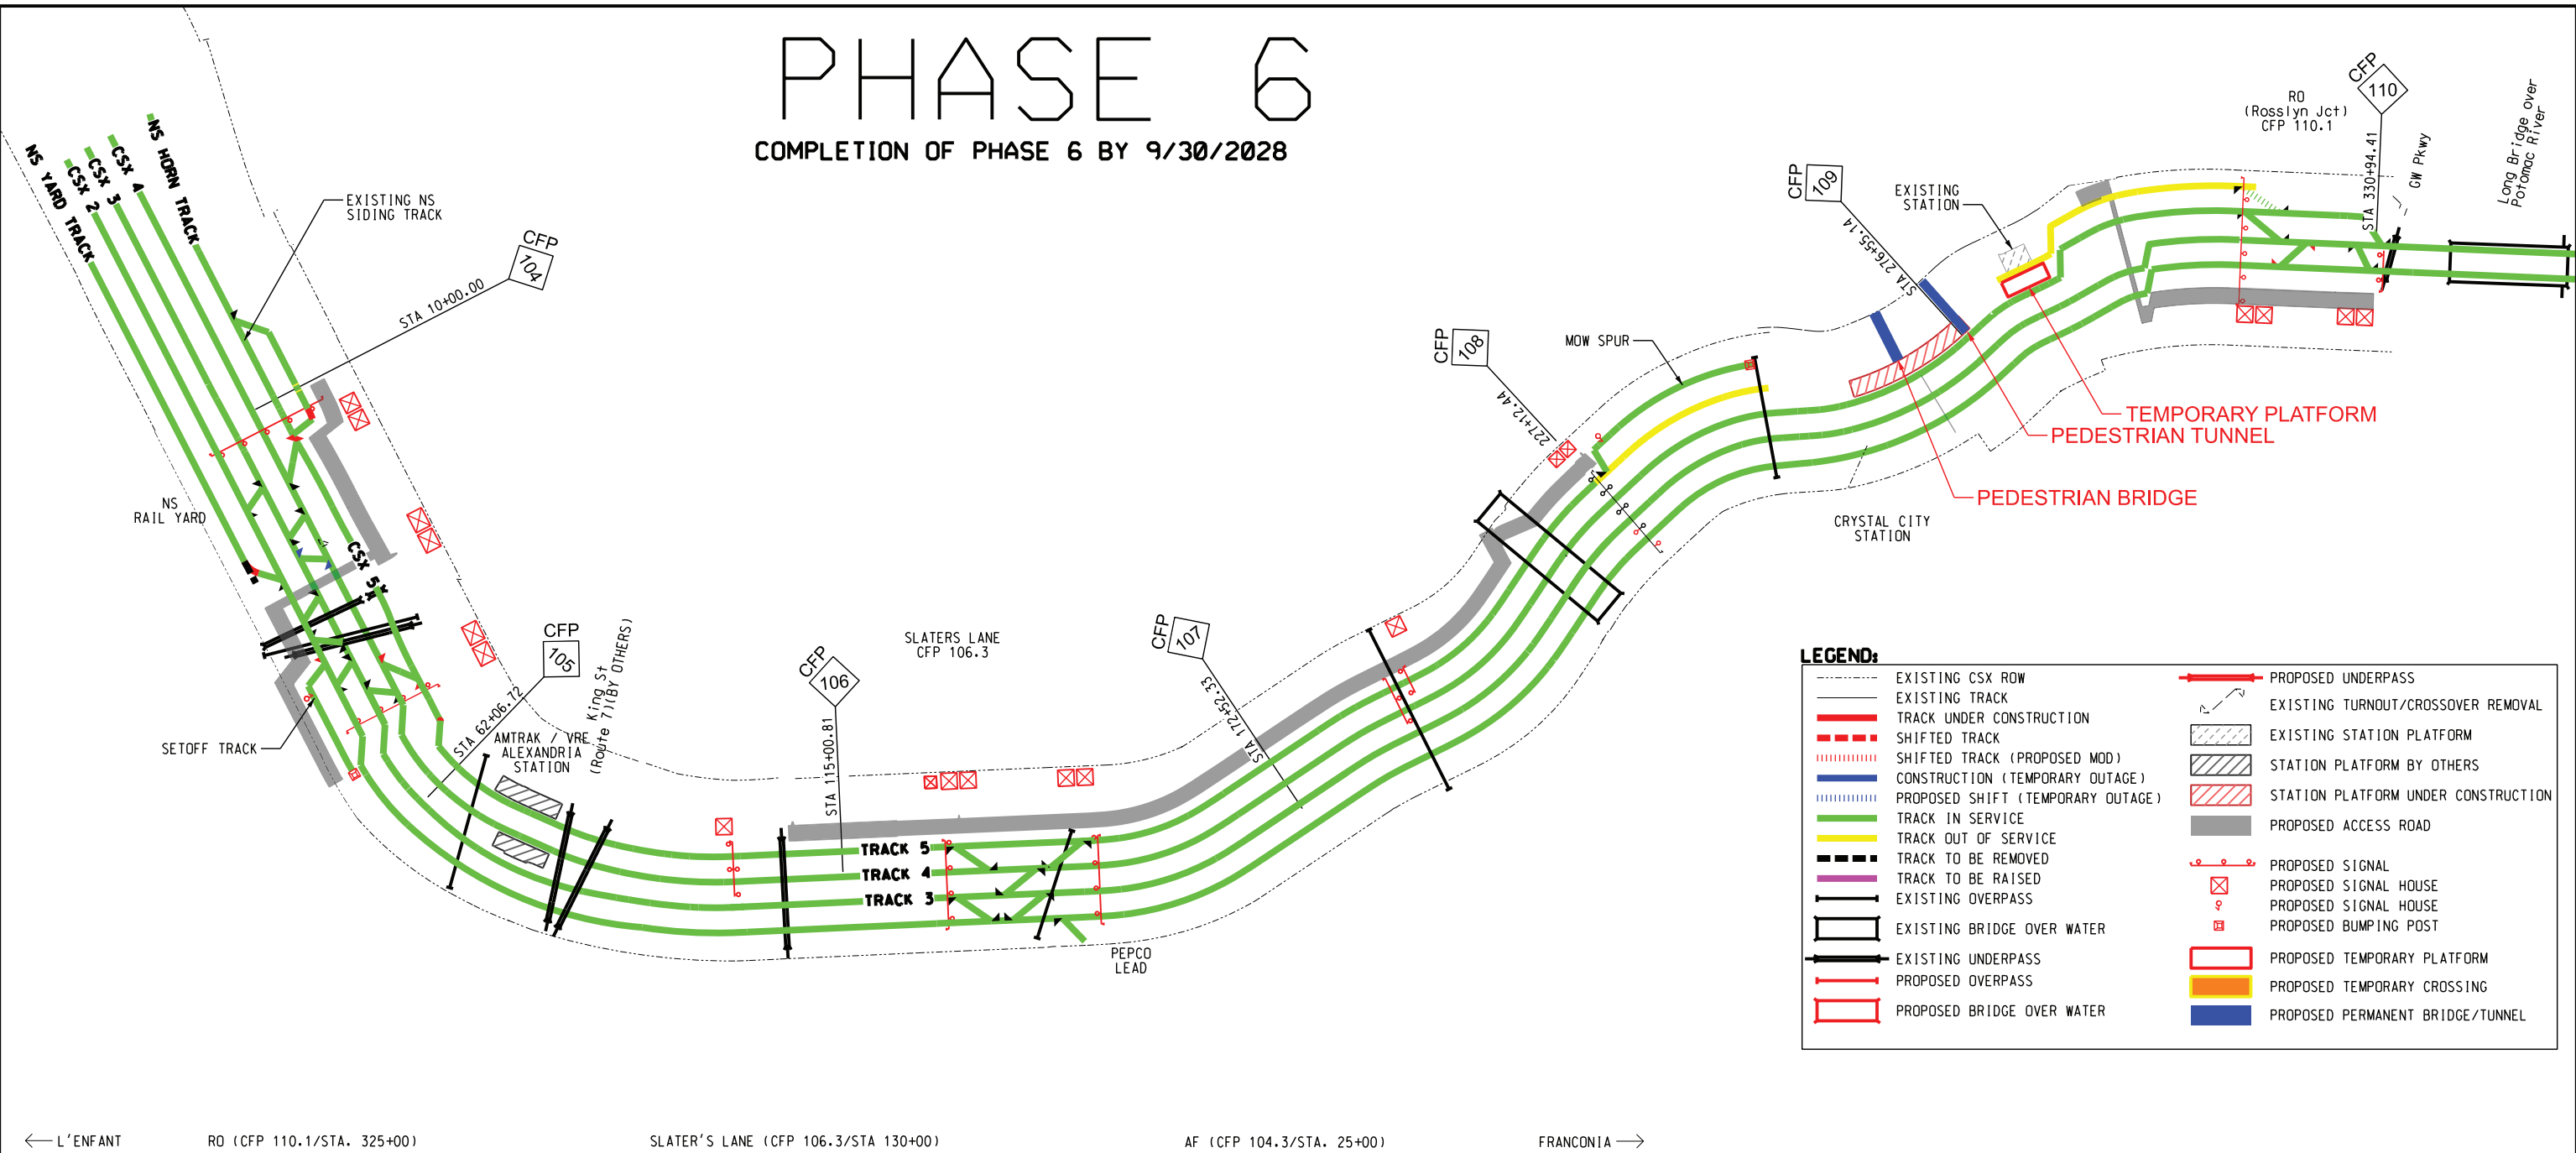 PHASE 6
COMPLETION OF PHASE 6 BY 9/30/2028
NS YARD TRACK
CSX 2
CSX 3
CSX 4
NS HORN TRACK
EXISTING NS
SIDING TRACK
CFP
104
STA 10+00.00
NS
RAIL YARD
CSX 5
SETOFF TRACK
CFP
105
STA 62+06.72
AMTRAK / VRE
ALEXANDRIA
STATION
King St
(Route 7)(BY OTHERS)
CFP
106
STA 115+00.81
SLATERS LANE
CFP 106.3
TRACK 5
TRACK 4
TRACK 3
PEPCO
LEAD
CFP
107
STA 172+52.33
CFP
108
227+12.44
MOW SPUR
CFP
109
STA 276+55.14
EXISTING
STATION
TEMPORARY PLATFORM
PEDESTRIAN TUNNEL
PEDESTRIAN BRIDGE
CRYSTAL CITY
STATION
RO
(Rosslyn Jct)
CFP 110.1
CFP
110
STA 330+94.41
GW Pkwy
Long Bridge over
Potomac River
LEGEND:
EXISTING CSX ROW
EXISTING TRACK
TRACK UNDER CONSTRUCTION
SHIFTED TRACK
SHIFTED TRACK (PROPOSED MOD)
CONSTRUCTION (TEMPORARY OUTAGE)
PROPOSED SHIFT (TEMPORARY OUTAGE)
TRACK IN SERVICE
TRACK OUT OF SERVICE
TRACK TO BE REMOVED
TRACK TO BE RAISED
EXISTING OVERPASS
EXISTING BRIDGE OVER WATER
EXISTING UNDERPASS
PROPOSED OVERPASS
PROPOSED BRIDGE OVER WATER
PROPOSED UNDERPASS
EXISTING TURNOUT/CROSSOVER REMOVAL
EXISTING STATION PLATFORM
STATION PLATFORM BY OTHERS
STATION PLATFORM UNDER CONSTRUCTION
PROPOSED ACCESS ROAD
PROPOSED SIGNAL
PROPOSED SIGNAL HOUSE
PROPOSED SIGNAL HOUSE
PROPOSED BUMPING POST
PROPOSED TEMPORARY PLATFORM
PROPOSED TEMPORARY CROSSING
PROPOSED PERMANENT BRIDGE/TUNNEL
← L'ENFANT
RO (CFP 110.1/STA. 325+00)
SLATER'S LANE (CFP 106.3/STA 130+00)
AF (CFP 104.3/STA. 25+00)
FRANCONIA →